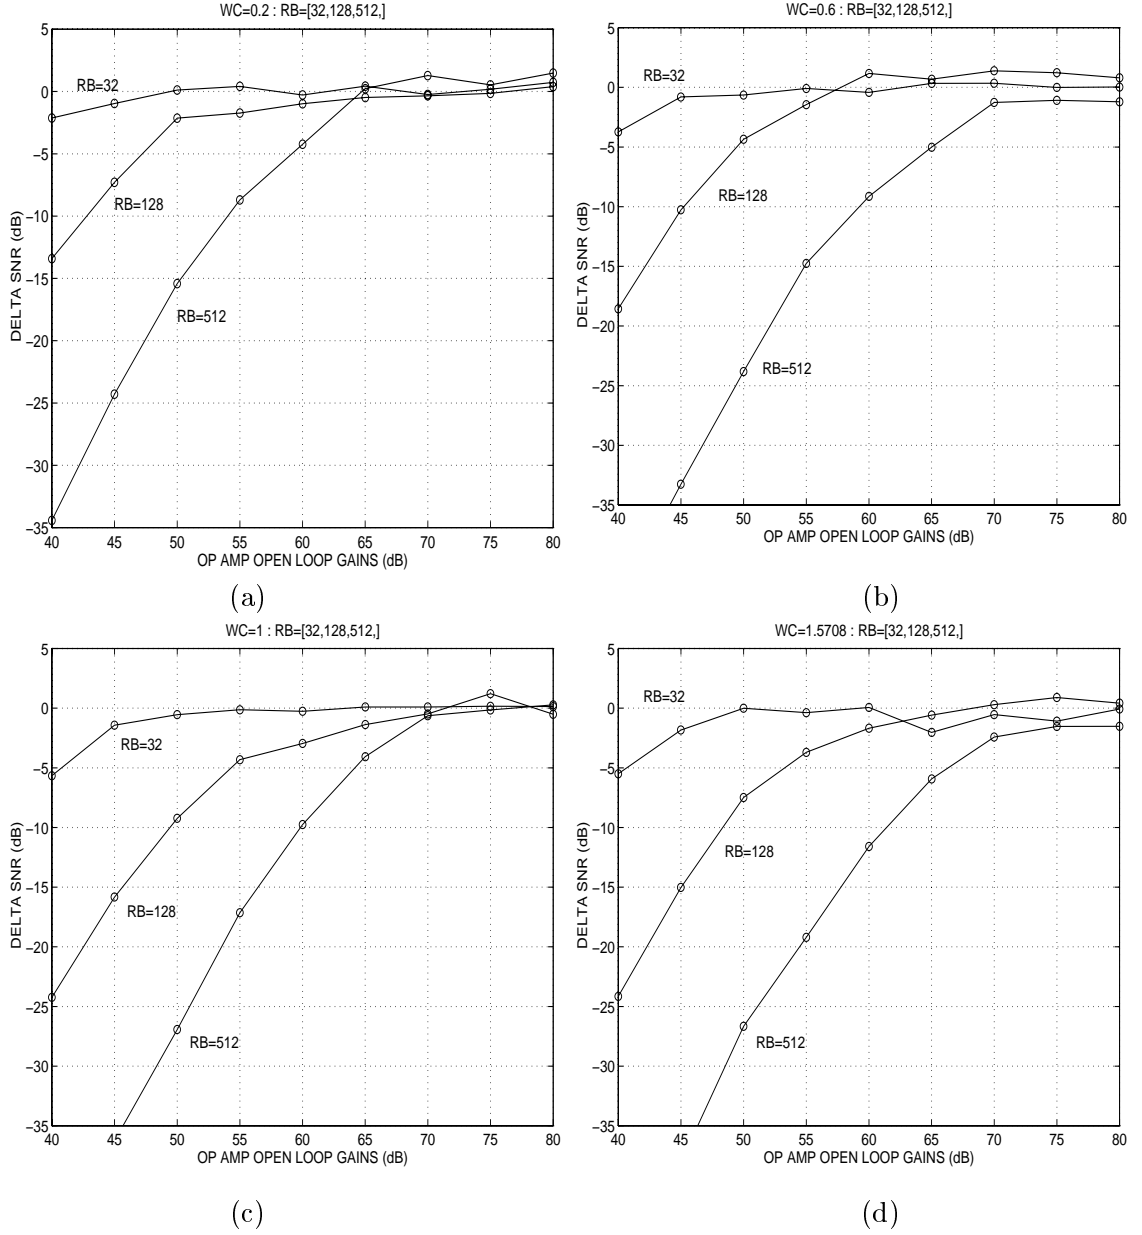 WC=0.2 : RB=[32,128,512,]
5
0
−5
−10
−15
−20
−25
−30
−35
DELTA SNR (dB)
RB=32
RB=128
RB=512
40 45 50 55 60 65 70 75 80
OP AMP OPEN LOOP GAINS (dB)
(a)
WC=0.6 : RB=[32,128,512,]
5
0
−5
−10
−15
−20
−25
−30
−35
DELTA SNR (dB)
RB=32
RB=128
RB=512
40 45 50 55 60 65 70 75 80
OP AMP OPEN LOOP GAINS (dB)
(b)
WC=1 : RB=[32,128,512,]
5
0
−5
−10
−15
−20
−25
−30
−35
DELTA SNR (dB)
RB=32
RB=128
RB=512
40 45 50 55 60 65 70 75 80
OP AMP OPEN LOOP GAINS (dB)
(c)
WC=1.5708 : RB=[32,128,512,]
5
0
−5
−10
−15
−20
−25
−30
−35
DELTA SNR (dB)
RB=32
RB=128
RB=512
40 45 50 55 60 65 70 75 80
OP AMP OPEN LOOP GAINS (dB)
(d)